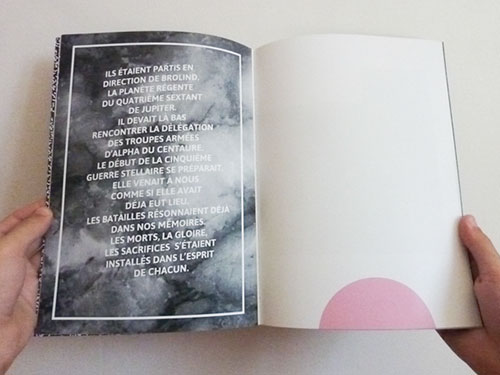 ILS ÉTAIENT PARTIS EN
DIRECTION DE BROLIND,
LA PLANÈTE RÉGENTE
DU QUATRIÈME SEXTANT
DE JUPITER.
IL DEVAIT LÀ BAS
RENCONTRER LA DÉLÉGATION
DES TROUPES ARMÉES
D'ALPHA DU CENTAURE.
LE DÉBUT DE LA CINQUIÈME
GUERRE STELLAIRE SE PRÉPARAIT.
ELLE VENAIT À NOUS
COMME SI ELLE AVAIT
DÉJA EUT LIEU.
LES BATAILLES RÉSONNAIENT DÉJA
DANS NOS MÉMOIRES.
LES MORTS, LA GLOIRE,
LES SACRIFICES S'ÉTAIENT
INSTALLÉS DANS L'ESPRIT
DE CHACUN.